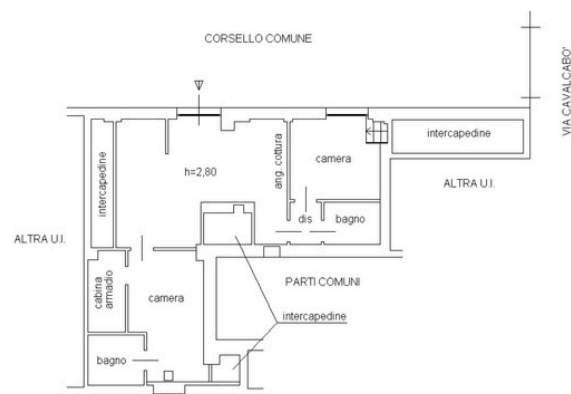 CORSELLO COMUNE
VIA CAVALCABO'
intercapedine
ang. cottura
camera
intercapedine
h=2,80
ALTRA U.I.
dis
bagno
ALTRA U.I.
cabina
armadio
camera
PARTI COMUNI
intercapedine
bagno